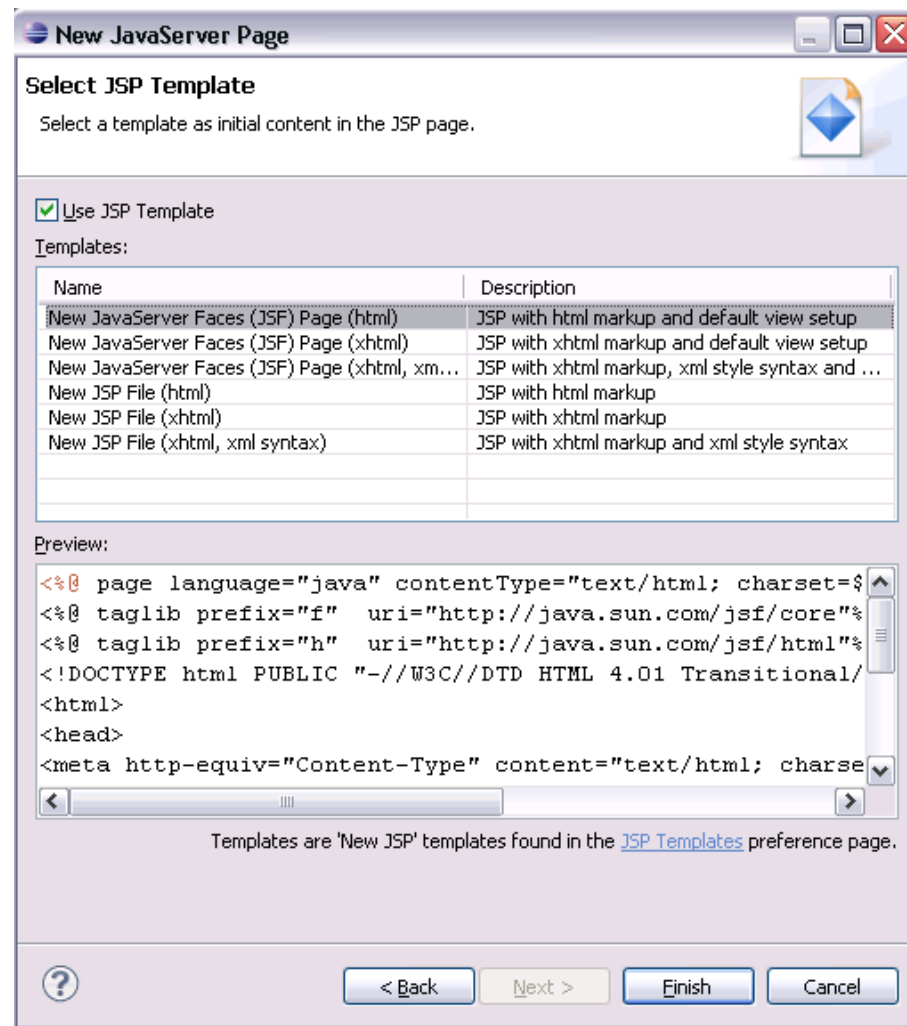 New JavaServer Page
Select JSP Template
Select a template as initial content in the JSP page.
Use JSP Template
Templates:
Name Description
New JavaServer Faces (JSF) Page (html) JSP with html markup and default view setup
New JavaServer Faces (JSF) Page (xhtml) JSP with xhtml markup and default view setup
New JavaServer Faces (JSF) Page (xhtml, xm... JSP with xhtml markup, xml style syntax and ...
New JSP File (html) JSP with html markup
New JSP File (xhtml) JSP with xhtml markup
New JSP File (xhtml, xml syntax) JSP with xhtml markup and xml style syntax
Preview:
<%@ page language="java" contentType="text/html; charset=$
<%@ taglib prefix="f"  uri="http://java.sun.com/jsf/core"%
<%@ taglib prefix="h"  uri="http://java.sun.com/jsf/html"%
<!DOCTYPE html PUBLIC "-//W3C//DTD HTML 4.01 Transitional/
<html>
<head>
<meta http-equiv="Content-Type" content="text/html; charse
Templates are 'New JSP' templates found in the JSP Templates preference page.
? < Back Next > Finish Cancel